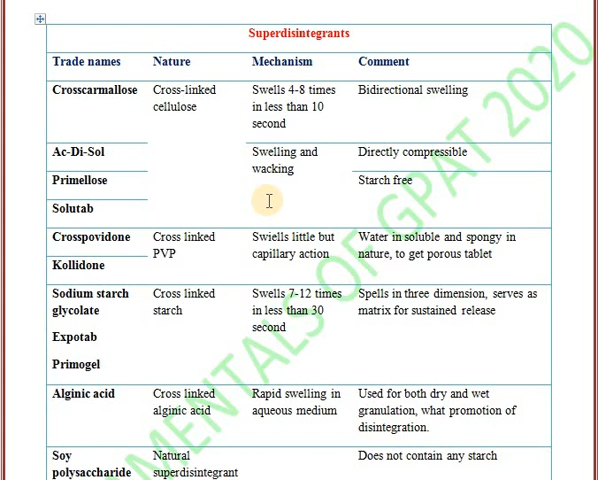 Superdisintegrants
Trade names Nature Mechanism Comment
Crosscarmallose Cross-linked cellulose Swells 4-8 times in less than 10 second Bidirectional swelling
Ac-Di-Sol Swelling and wacking Directly compressible
Primellose Starch free
Solutab
Crosspovidone Cross linked PVP Swiells little but capillary action Water in soluble and spongy in nature, to get porous tablet
Kollidone
Sodium starch glycolate Cross linked starch Swells 7-12 times in less than 30 second Spells in three dimension, serves as matrix for sustained release
Expotab
Primogel
Alginic acid Cross linked alginic acid Rapid swelling in aqueous medium Used for both dry and wet granulation, what promotion of disintegration.
Soy polysaccharide Natural superdisintegrant Does not contain any starch
AMENTALS OF GPAT 2020